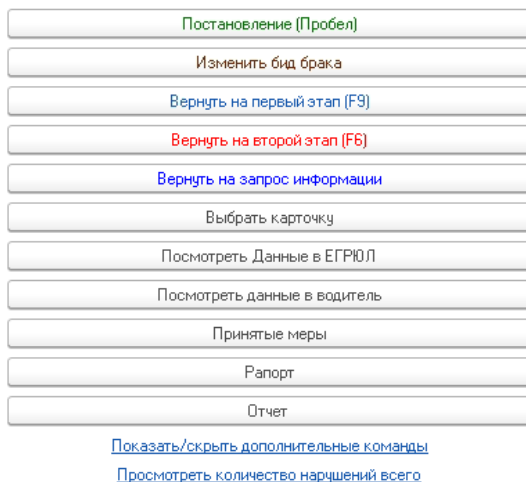 Постановление (Пробел)
Изменить бид брака
Вернуть на первый этап (F9)
Вернуть на второй этап (F6)
Вернуть на запрос информации
Выбрать карточку
Посмотреть Данные в ЕГРЮЛ
Посмотреть данные в водитель
Принятые меры
Рапорт
Отчет
Показать/скрыть дополнительные команды
Просмотреть количество нарушений всего